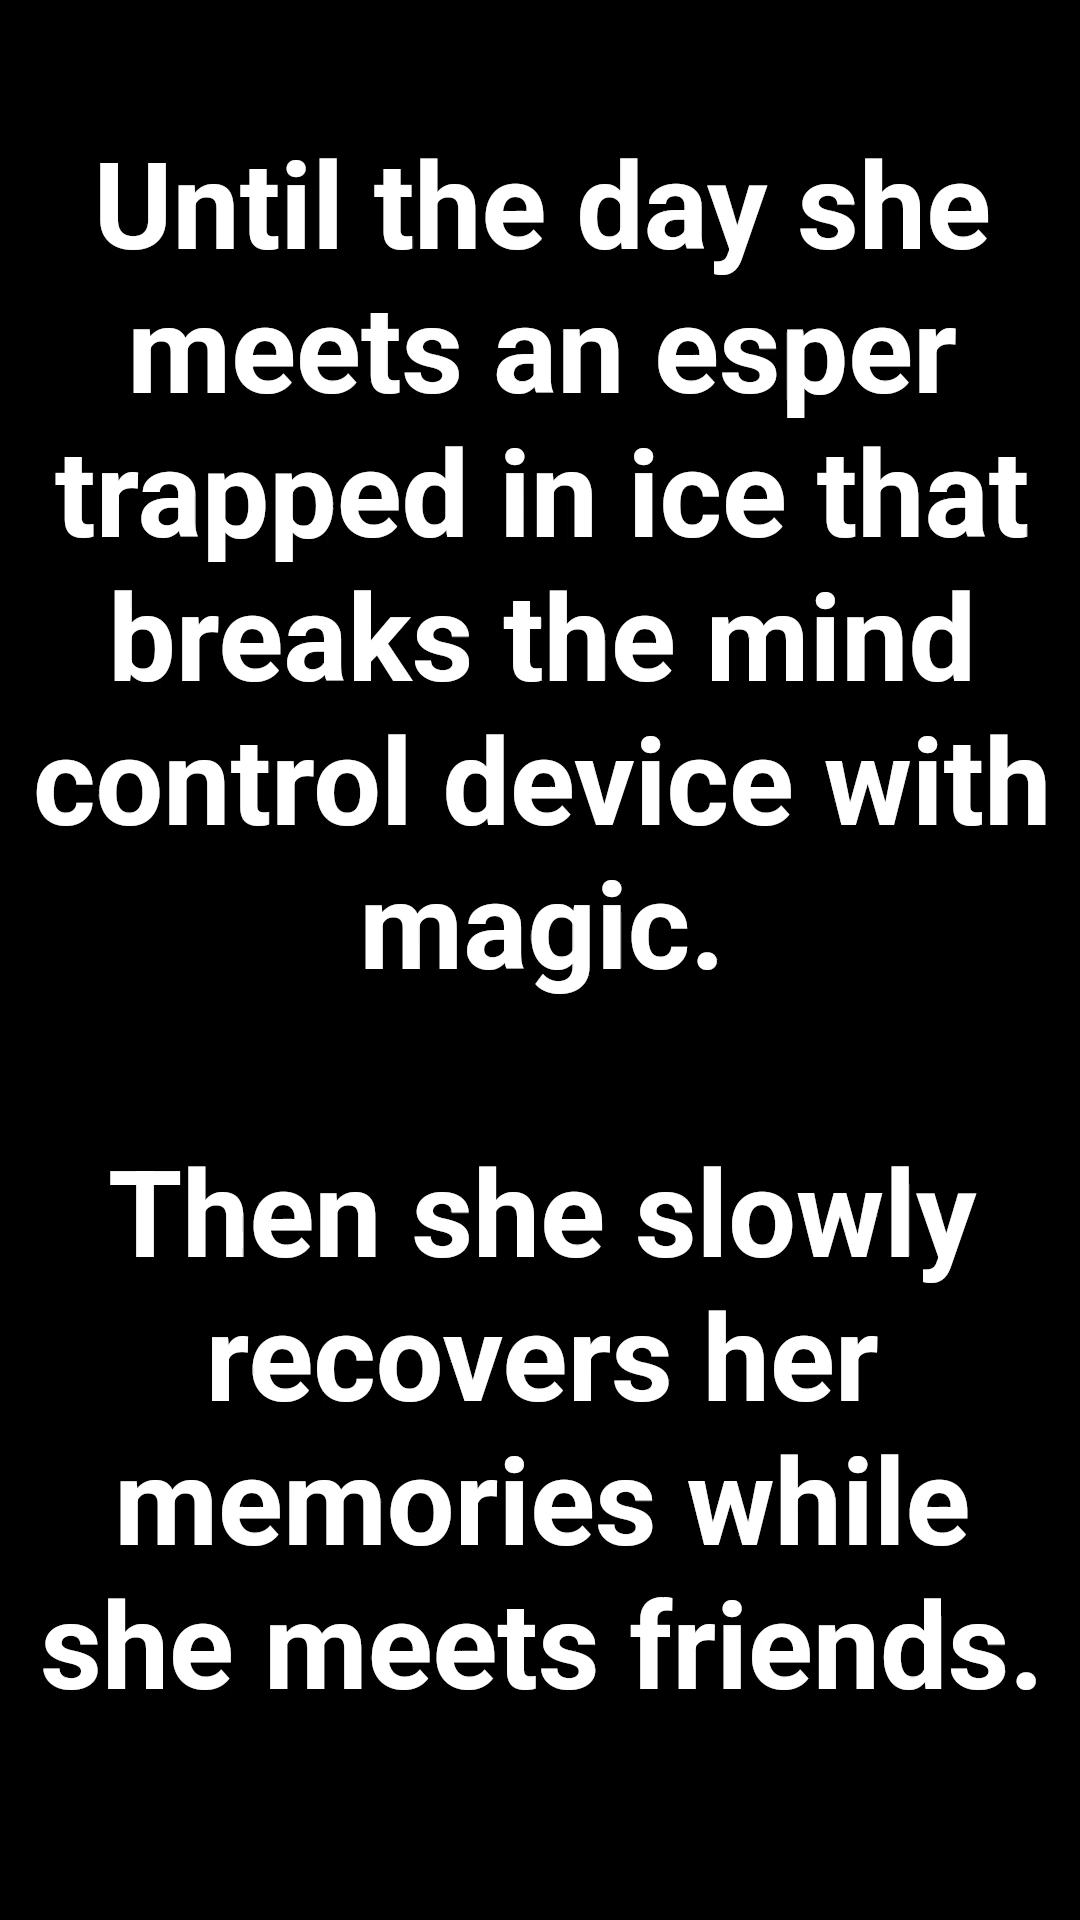 Until the day she
meets an esper
trapped in ice that
breaks the mind
control device with
magic.
Then she slowly
recovers her
memories while
she meets friends.